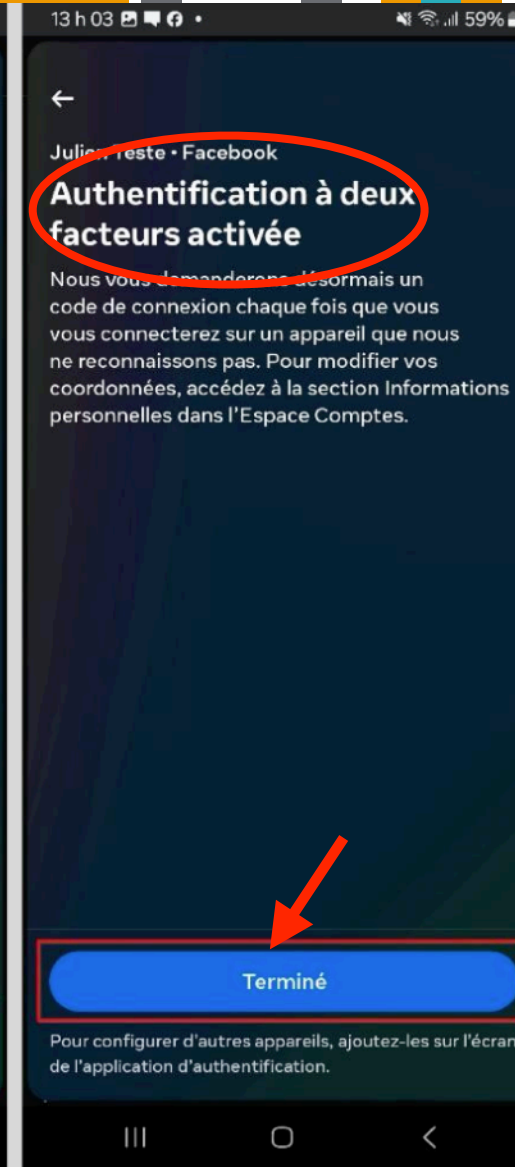 13 h 03
59%
Julien Teste • Facebook
Authentification à deux
facteurs activée
Nous vous demanderons désormais un
code de connexion chaque fois que vous
vous connecterez sur un appareil que nous
ne reconnaissons pas. Pour modifier vos
coordonnées, accédez à la section Informations
personnelles dans l'Espace Comptes.
Terminé
Pour configurer d'autres appareils, ajoutez-les sur l'écran
de l'application d'authentification.